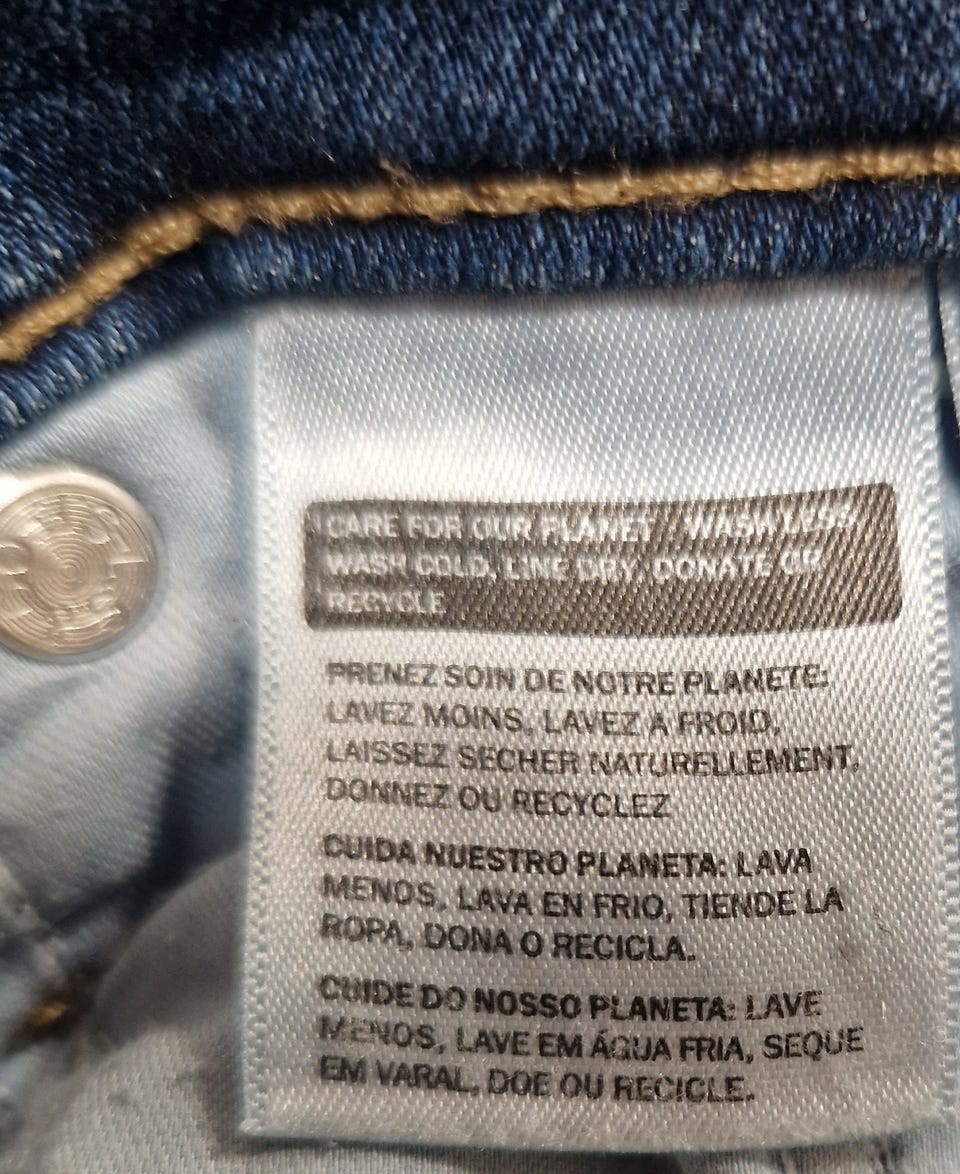 CARE FOR OUR PLANET / WASH LESS
WASH COLD, LINE DRY, DONATE OR
RECYCLE
PRENEZ SOIN DE NOTRE PLANETE:
LAVEZ MOINS, LAVEZ A FROID,
LAISSEZ SECHER NATURELLEMENT,
DONNEZ OU RECYCLEZ
CUIDA NUESTRO PLANETA: LAVA
MENOS, LAVA EN FRIO, TIENDE LA
ROPA, DONA O RECICLA.
CUIDE DO NOSSO PLANETA: LAVE
MENOS, LAVE EM ÁGUA FRIA, SEQUE
EM VARAL, DOE OU RECICLE.